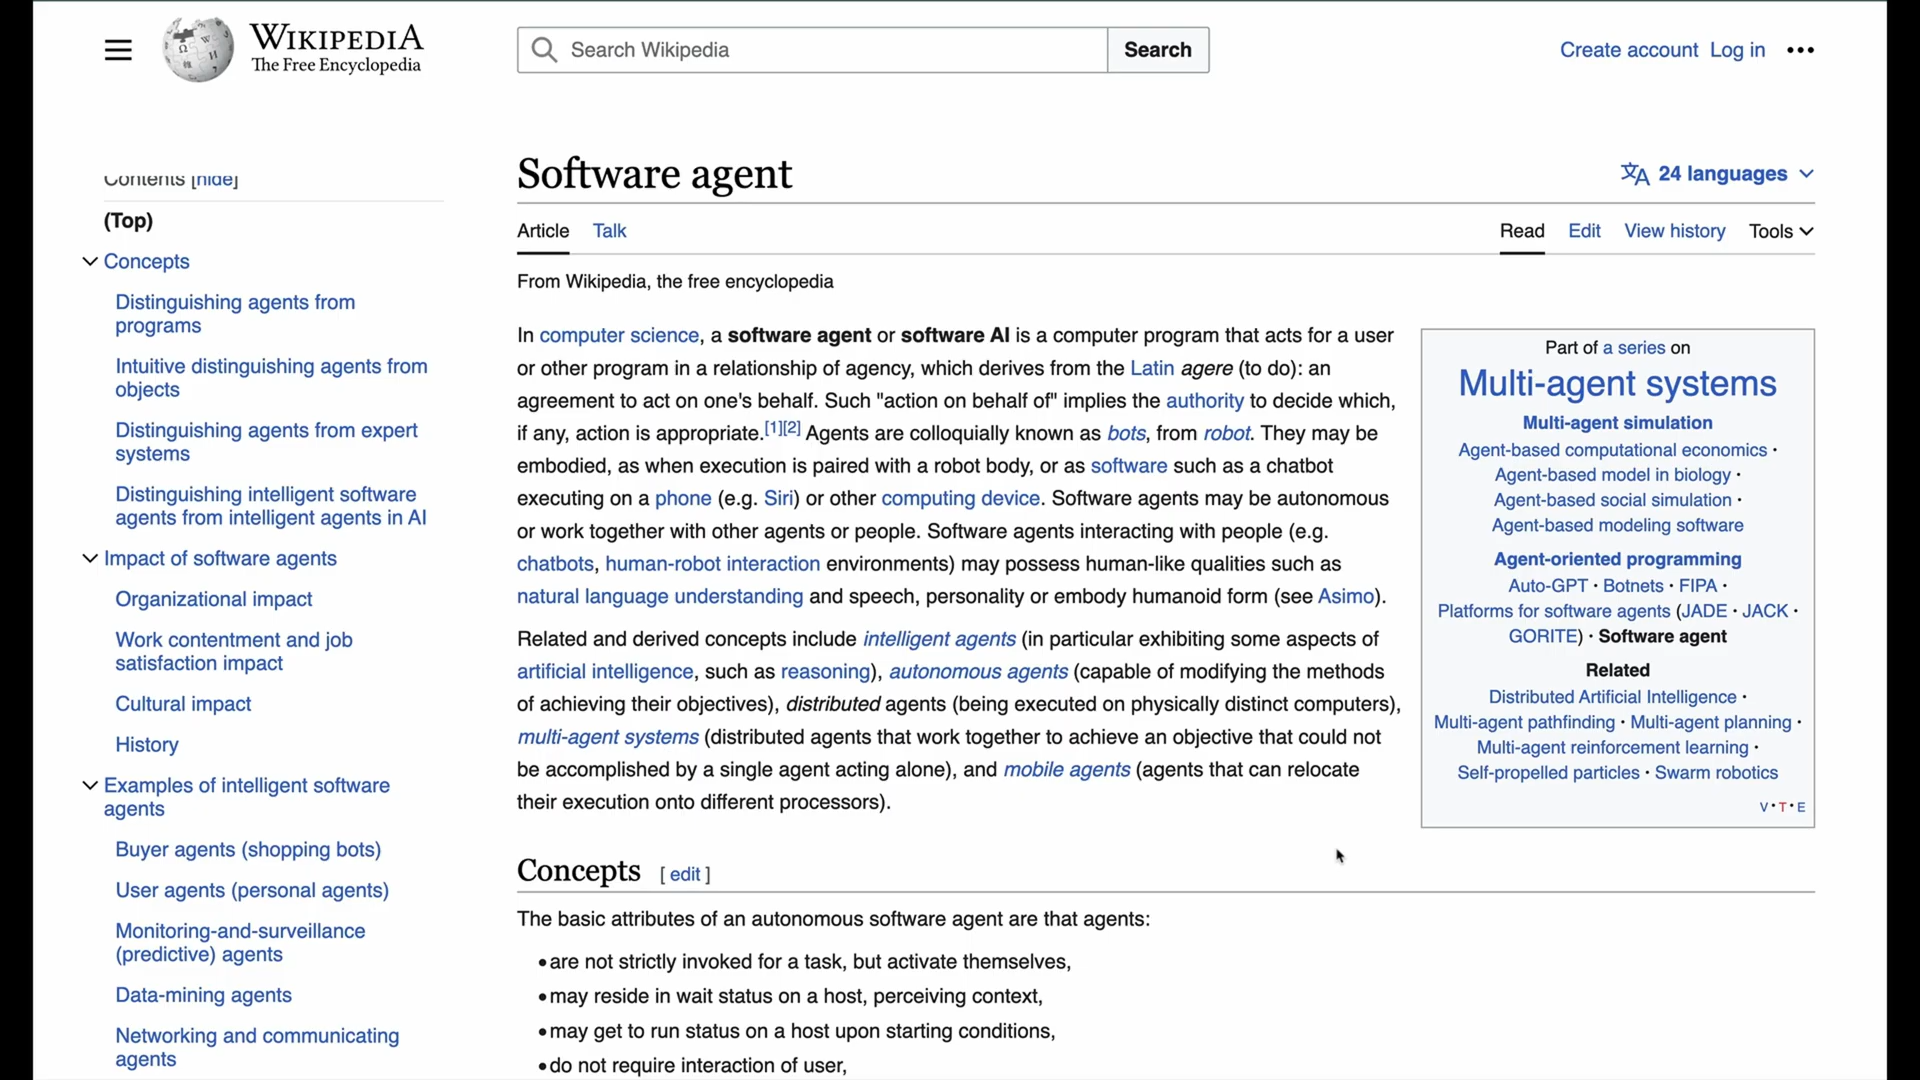 WIKIPEDIA
The Free Encyclopedia
Search Wikipedia
Search
Create account Log in
Contents [hide]
(Top)
Concepts
Distinguishing agents from
programs
Intuitive distinguishing agents from
objects
Distinguishing agents from expert
systems
Distinguishing intelligent software
agents from intelligent agents in AI
Impact of software agents
Organizational impact
Work contentment and job
satisfaction impact
Cultural impact
History
Examples of intelligent software
agents
Buyer agents (shopping bots)
User agents (personal agents)
Monitoring-and-surveillance
(predictive) agents
Data-mining agents
Networking and communicating
agents
Software agent
24 languages
Article Talk
Read Edit View history Tools
From Wikipedia, the free encyclopedia
In computer science, a software agent or software AI is a computer program that acts for a user
or other program in a relationship of agency, which derives from the Latin agere (to do): an
agreement to act on one's behalf. Such "action on behalf of" implies the authority to decide which,
if any, action is appropriate.[1][2] Agents are colloquially known as bots, from robot. They may be
embodied, as when execution is paired with a robot body, or as software such as a chatbot
executing on a phone (e.g. Siri) or other computing device. Software agents may be autonomous
or work together with other agents or people. Software agents interacting with people (e.g.
chatbots, human-robot interaction environments) may possess human-like qualities such as
natural language understanding and speech, personality or embody humanoid form (see Asimo).
Related and derived concepts include intelligent agents (in particular exhibiting some aspects of
artificial intelligence, such as reasoning), autonomous agents (capable of modifying the methods
of achieving their objectives), distributed agents (being executed on physically distinct computers),
multi-agent systems (distributed agents that work together to achieve an objective that could not
be accomplished by a single agent acting alone), and mobile agents (agents that can relocate
their execution onto different processors).
Part of a series on
Multi-agent systems
Multi-agent simulation
Agent-based computational economics •
Agent-based model in biology •
Agent-based social simulation •
Agent-based modeling software
Agent-oriented programming
Auto-GPT • Botnets • FIPA •
Platforms for software agents (JADE • JACK •
GORITE) • Software agent
Related
Distributed Artificial Intelligence •
Multi-agent pathfinding • Multi-agent planning •
Multi-agent reinforcement learning •
Self-propelled particles • Swarm robotics
V • T • E
Concepts [ edit ]
The basic attributes of an autonomous software agent are that agents:
• are not strictly invoked for a task, but activate themselves,
• may reside in wait status on a host, perceiving context,
• may get to run status on a host upon starting conditions,
• do not require interaction of user,